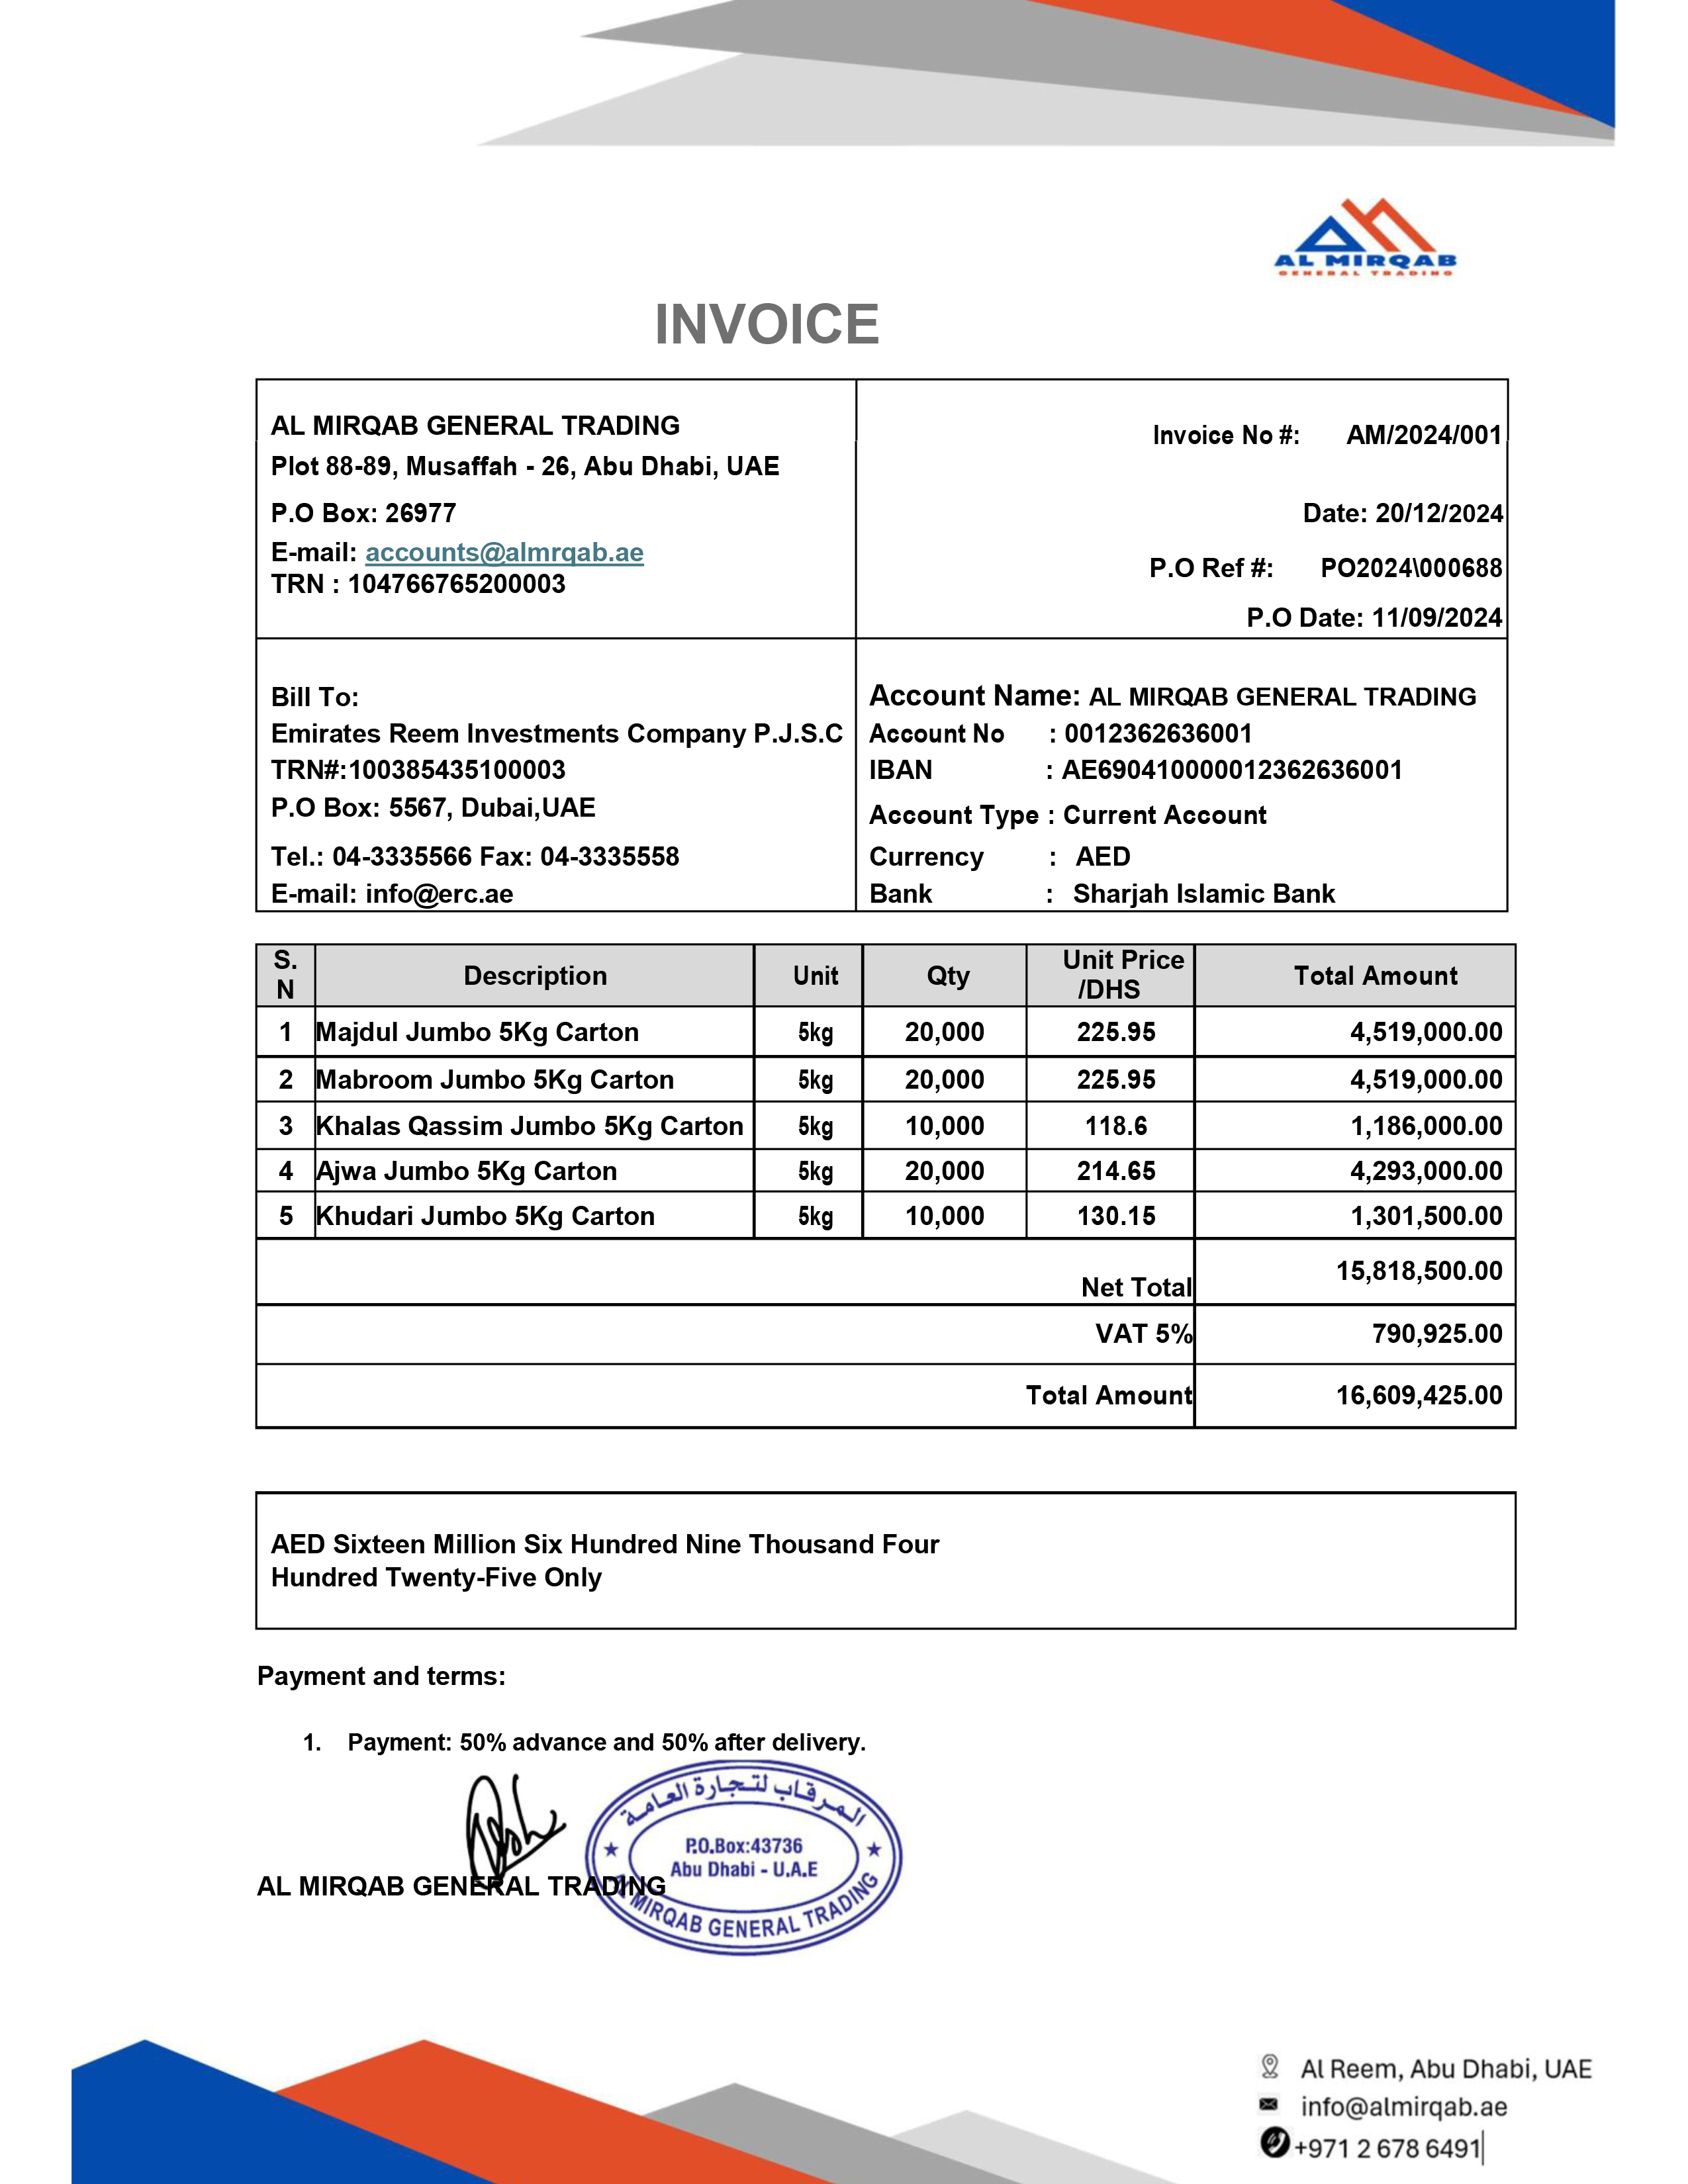 AL MIRQAB
GENERAL TRADING
INVOICE
AL MIRQAB GENERAL TRADING
Plot 88-89, Musaffah - 26, Abu Dhabi, UAE
P.O Box: 26977
E-mail: accounts@almrqab.ae
TRN : 104766765200003
Invoice No #: AM/2024/001
Date: 20/12/2024
P.O Ref #: PO2024\000688
P.O Date: 11/09/2024
Bill To:
Emirates Reem Investments Company P.J.S.C
TRN#:100385435100003
P.O Box: 5567, Dubai,UAE
Tel.: 04-3335566 Fax: 04-3335558
E-mail: info@erc.ae
Account Name: AL MIRQAB GENERAL TRADING
Account No : 0012362636001
IBAN : AE690410000012362636001
Account Type : Current Account
Currency : AED
Bank : Sharjah Islamic Bank
S.N Description Unit Qty Unit Price /DHS Total Amount
1 Majdul Jumbo 5Kg Carton 5kg 20,000 225.95 4,519,000.00
2 Mabroom Jumbo 5Kg Carton 5kg 20,000 225.95 4,519,000.00
3 Khalas Qassim Jumbo 5Kg Carton 5kg 10,000 118.6 1,186,000.00
4 Ajwa Jumbo 5Kg Carton 5kg 20,000 214.65 4,293,000.00
5 Khudari Jumbo 5Kg Carton 5kg 10,000 130.15 1,301,500.00
Net Total 15,818,500.00
VAT 5% 790,925.00
Total Amount 16,609,425.00
AED Sixteen Million Six Hundred Nine Thousand Four
Hundred Twenty-Five Only
Payment and terms:
1. Payment: 50% advance and 50% after delivery.
AL MIRQAB GENERAL TRADING
المرقاب لتجارة العامة
P.O.Box:43736
Abu Dhabi - U.A.E
AL MIRQAB GENERAL TRADING
Al Reem, Abu Dhabi, UAE
info@almirqab.ae
+971 2 678 6491